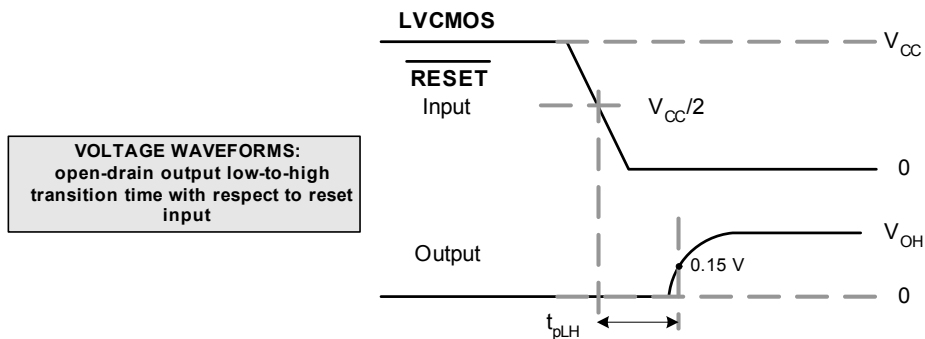 LVCMOS
V_CC
RESET
Input
V_CC/2
VOLTAGE WAVEFORMS:
open-drain output low-to-high
transition time with respect to reset
input
0
Output
V_OH
0.15 V
0
t_pLH